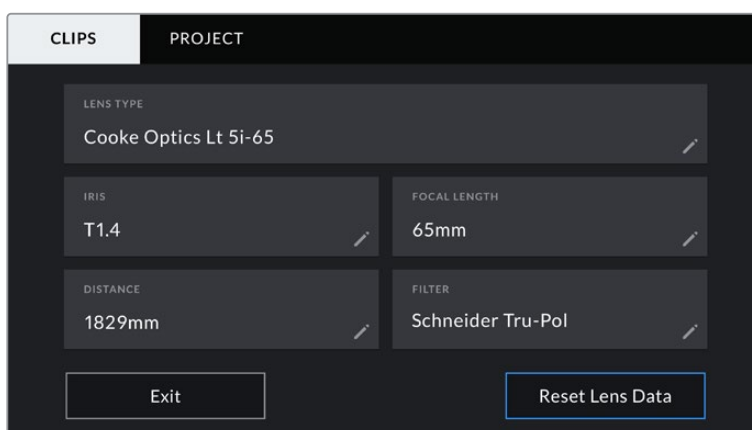 CLIPS PROJECT
LENS TYPE
Cooke Optics Lt 5i-65
IRIS
T1.4
FOCAL LENGTH
65mm
DISTANCE
1829mm
FILTER
Schneider Tru-Pol
Exit
Reset Lens Data